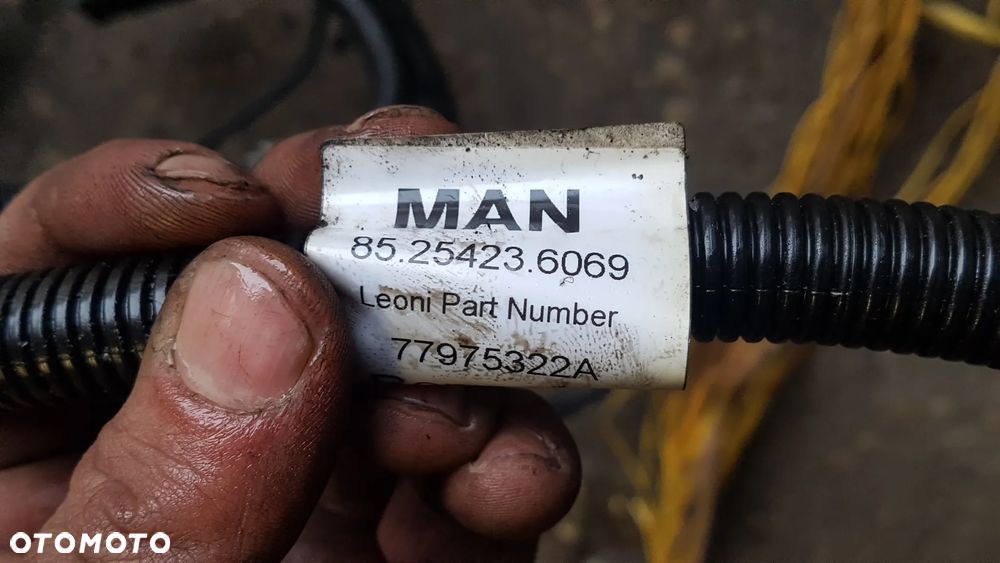 MAN
85.25423.6069
Leoni Part Number
77975322A
OTOMOTO